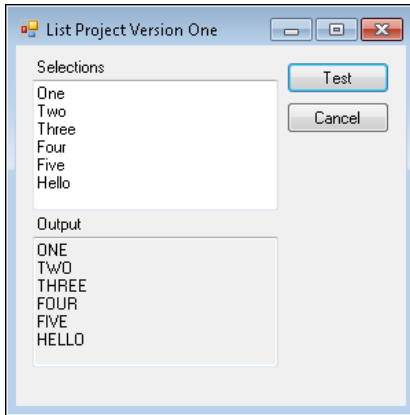 List Project Version One
Selections
One
Two
Three
Four
Five
Hello
Test
Cancel
Output
ONE
TWO
THREE
FOUR
FIVE
HELLO